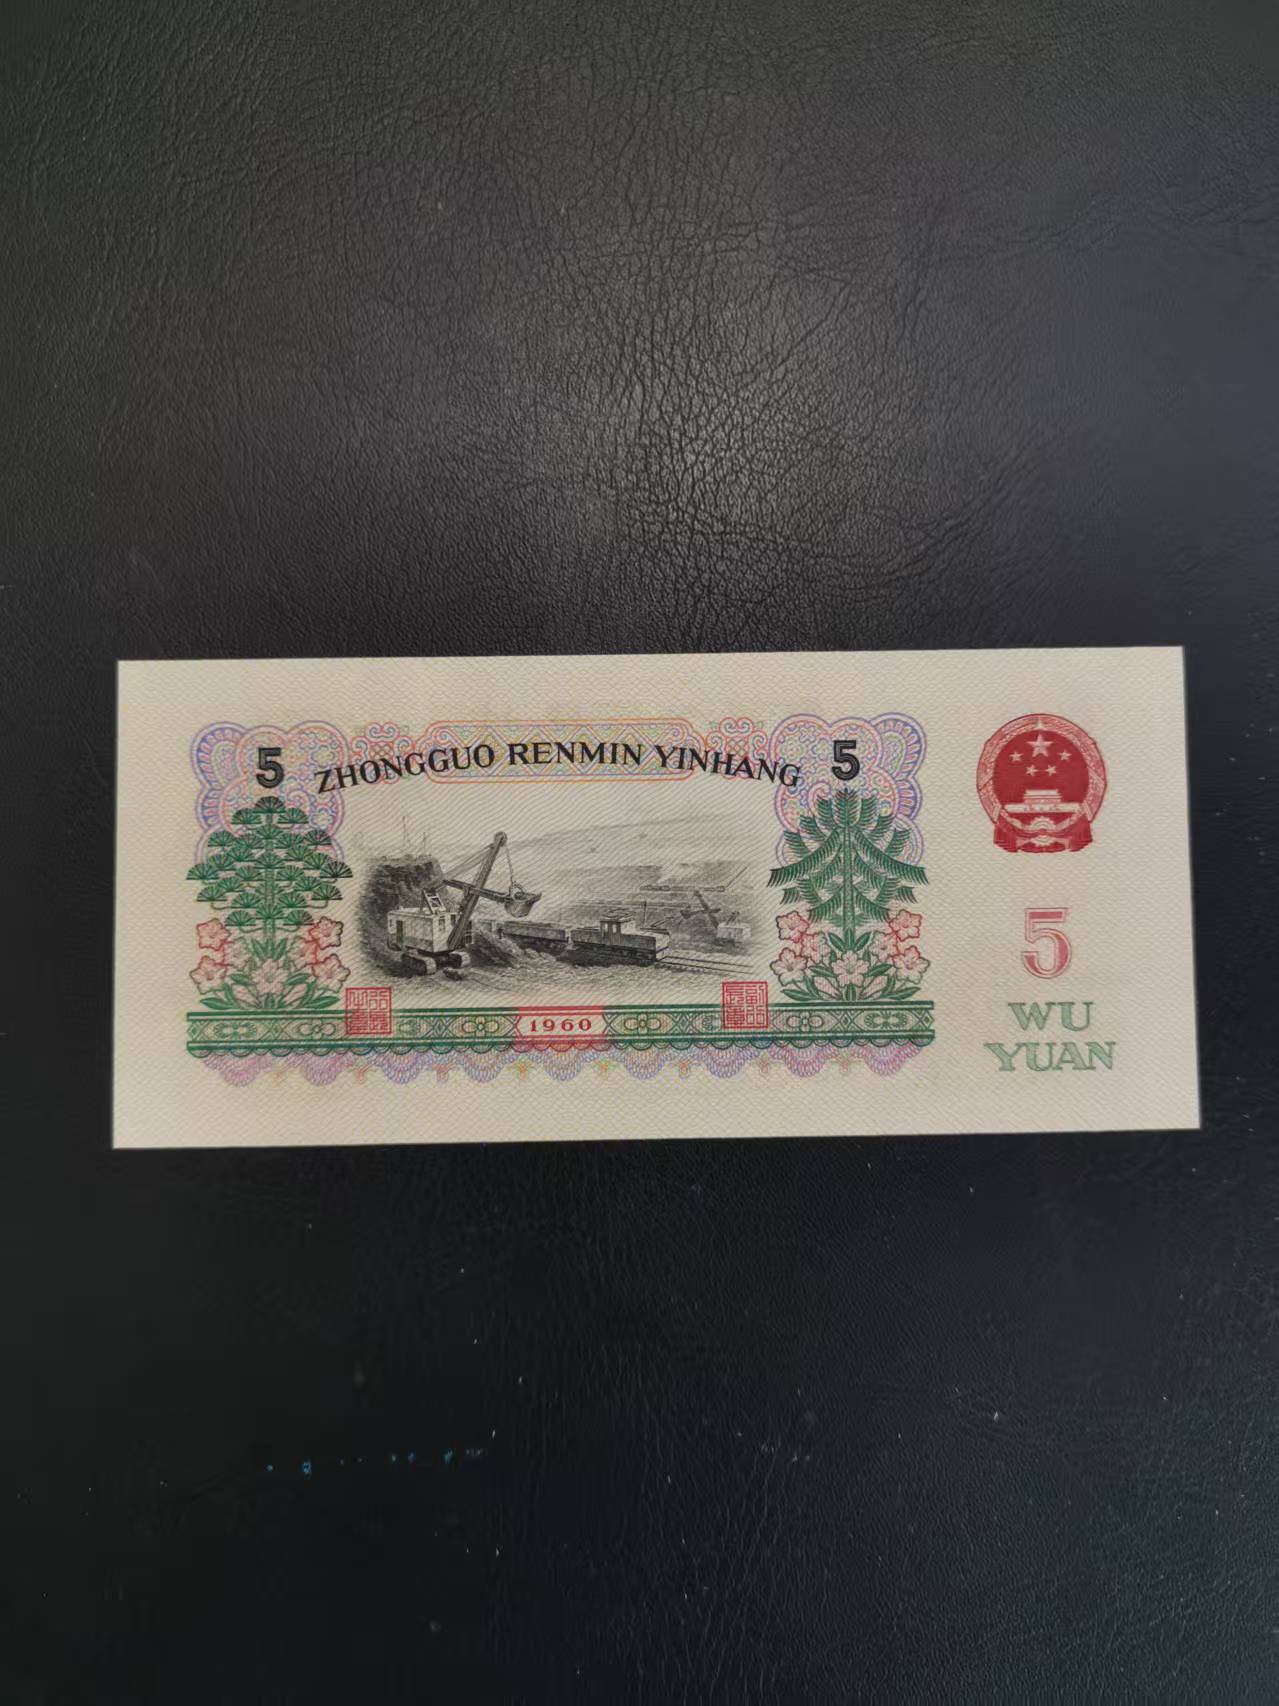 5 ZHONGGUO RENMIN YINHANG 5
1960
5
WU
YUAN